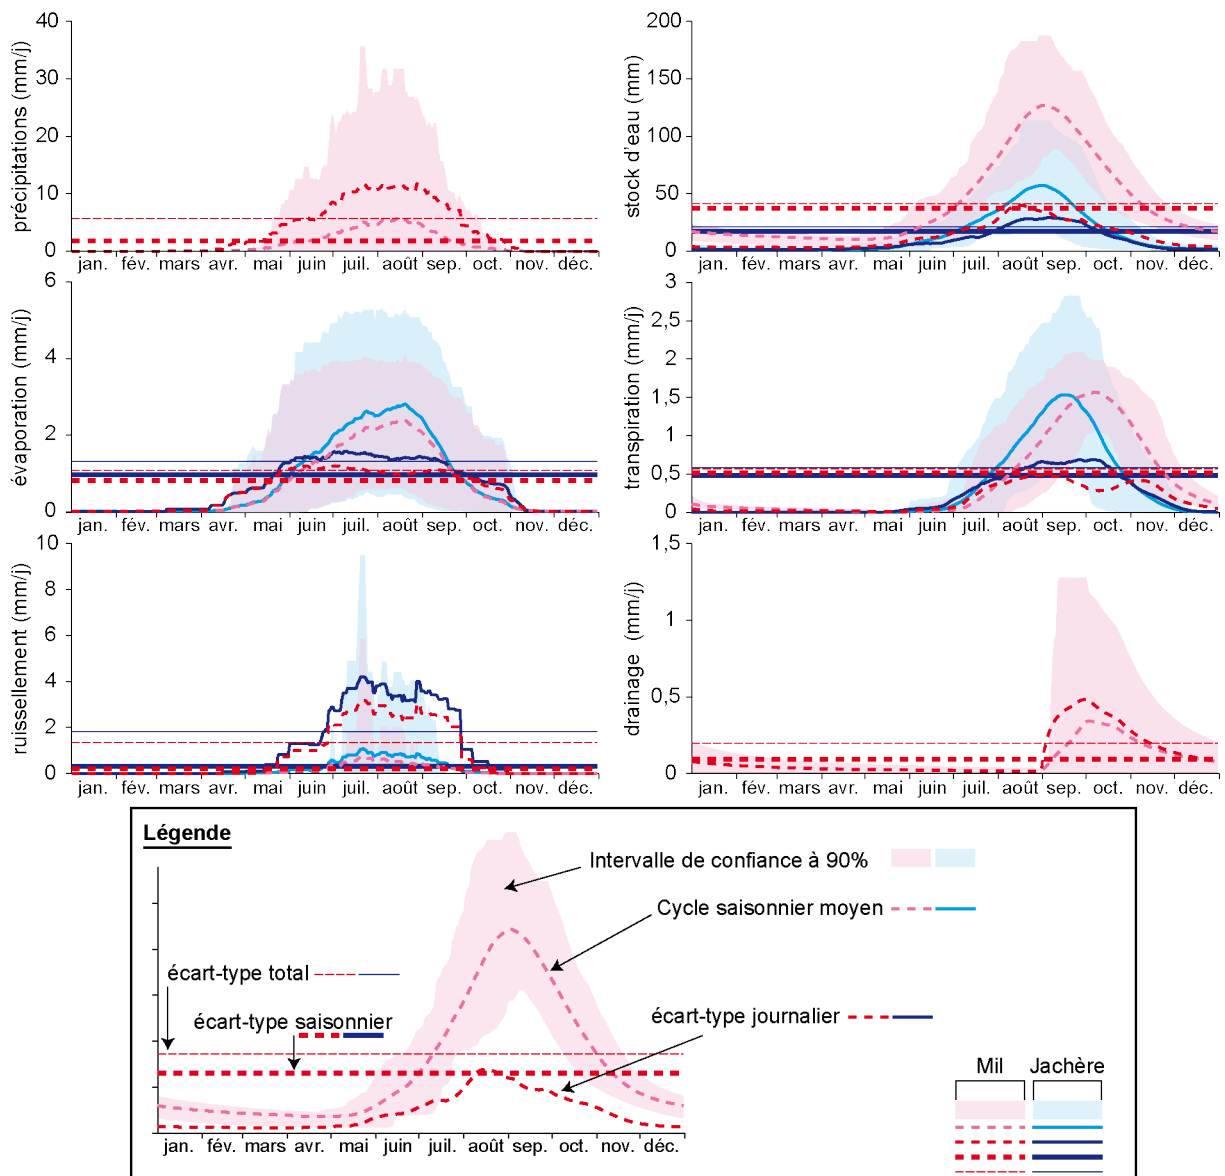 précipitations (mm/j)
40
30
20
10
0
jan. fév. mars avr. mai juin juil. août sep. oct. nov. déc.
stock d'eau (mm)
200
150
100
50
0
jan. fév. mars avr. mai juin juil. août sep. oct. nov. déc.
évaporation (mm/j)
6
4
2
0
jan. fév. mars avr. mai juin juil. août sep. oct. nov. déc.
transpiration (mm/j)
3
2,5
2
1,5
1
0,5
0
jan. fév. mars avr. mai juin juil. août sep. oct. nov. déc.
ruissellement (mm/j)
10
8
6
4
2
0
jan. fév. mars avr. mai juin juil. août sep. oct. nov. déc.
drainage (mm/j)
1,5
1
0,5
0
jan. fév. mars avr. mai juin juil. août sep. oct. nov. déc.
Légende
Intervalle de confiance à 90%
Cycle saisonnier moyen
écart-type total
écart-type saisonnier
écart-type journalier
jan. fév. mars avr. mai juin juil. août sep. oct. nov. déc.
Mil Jachère